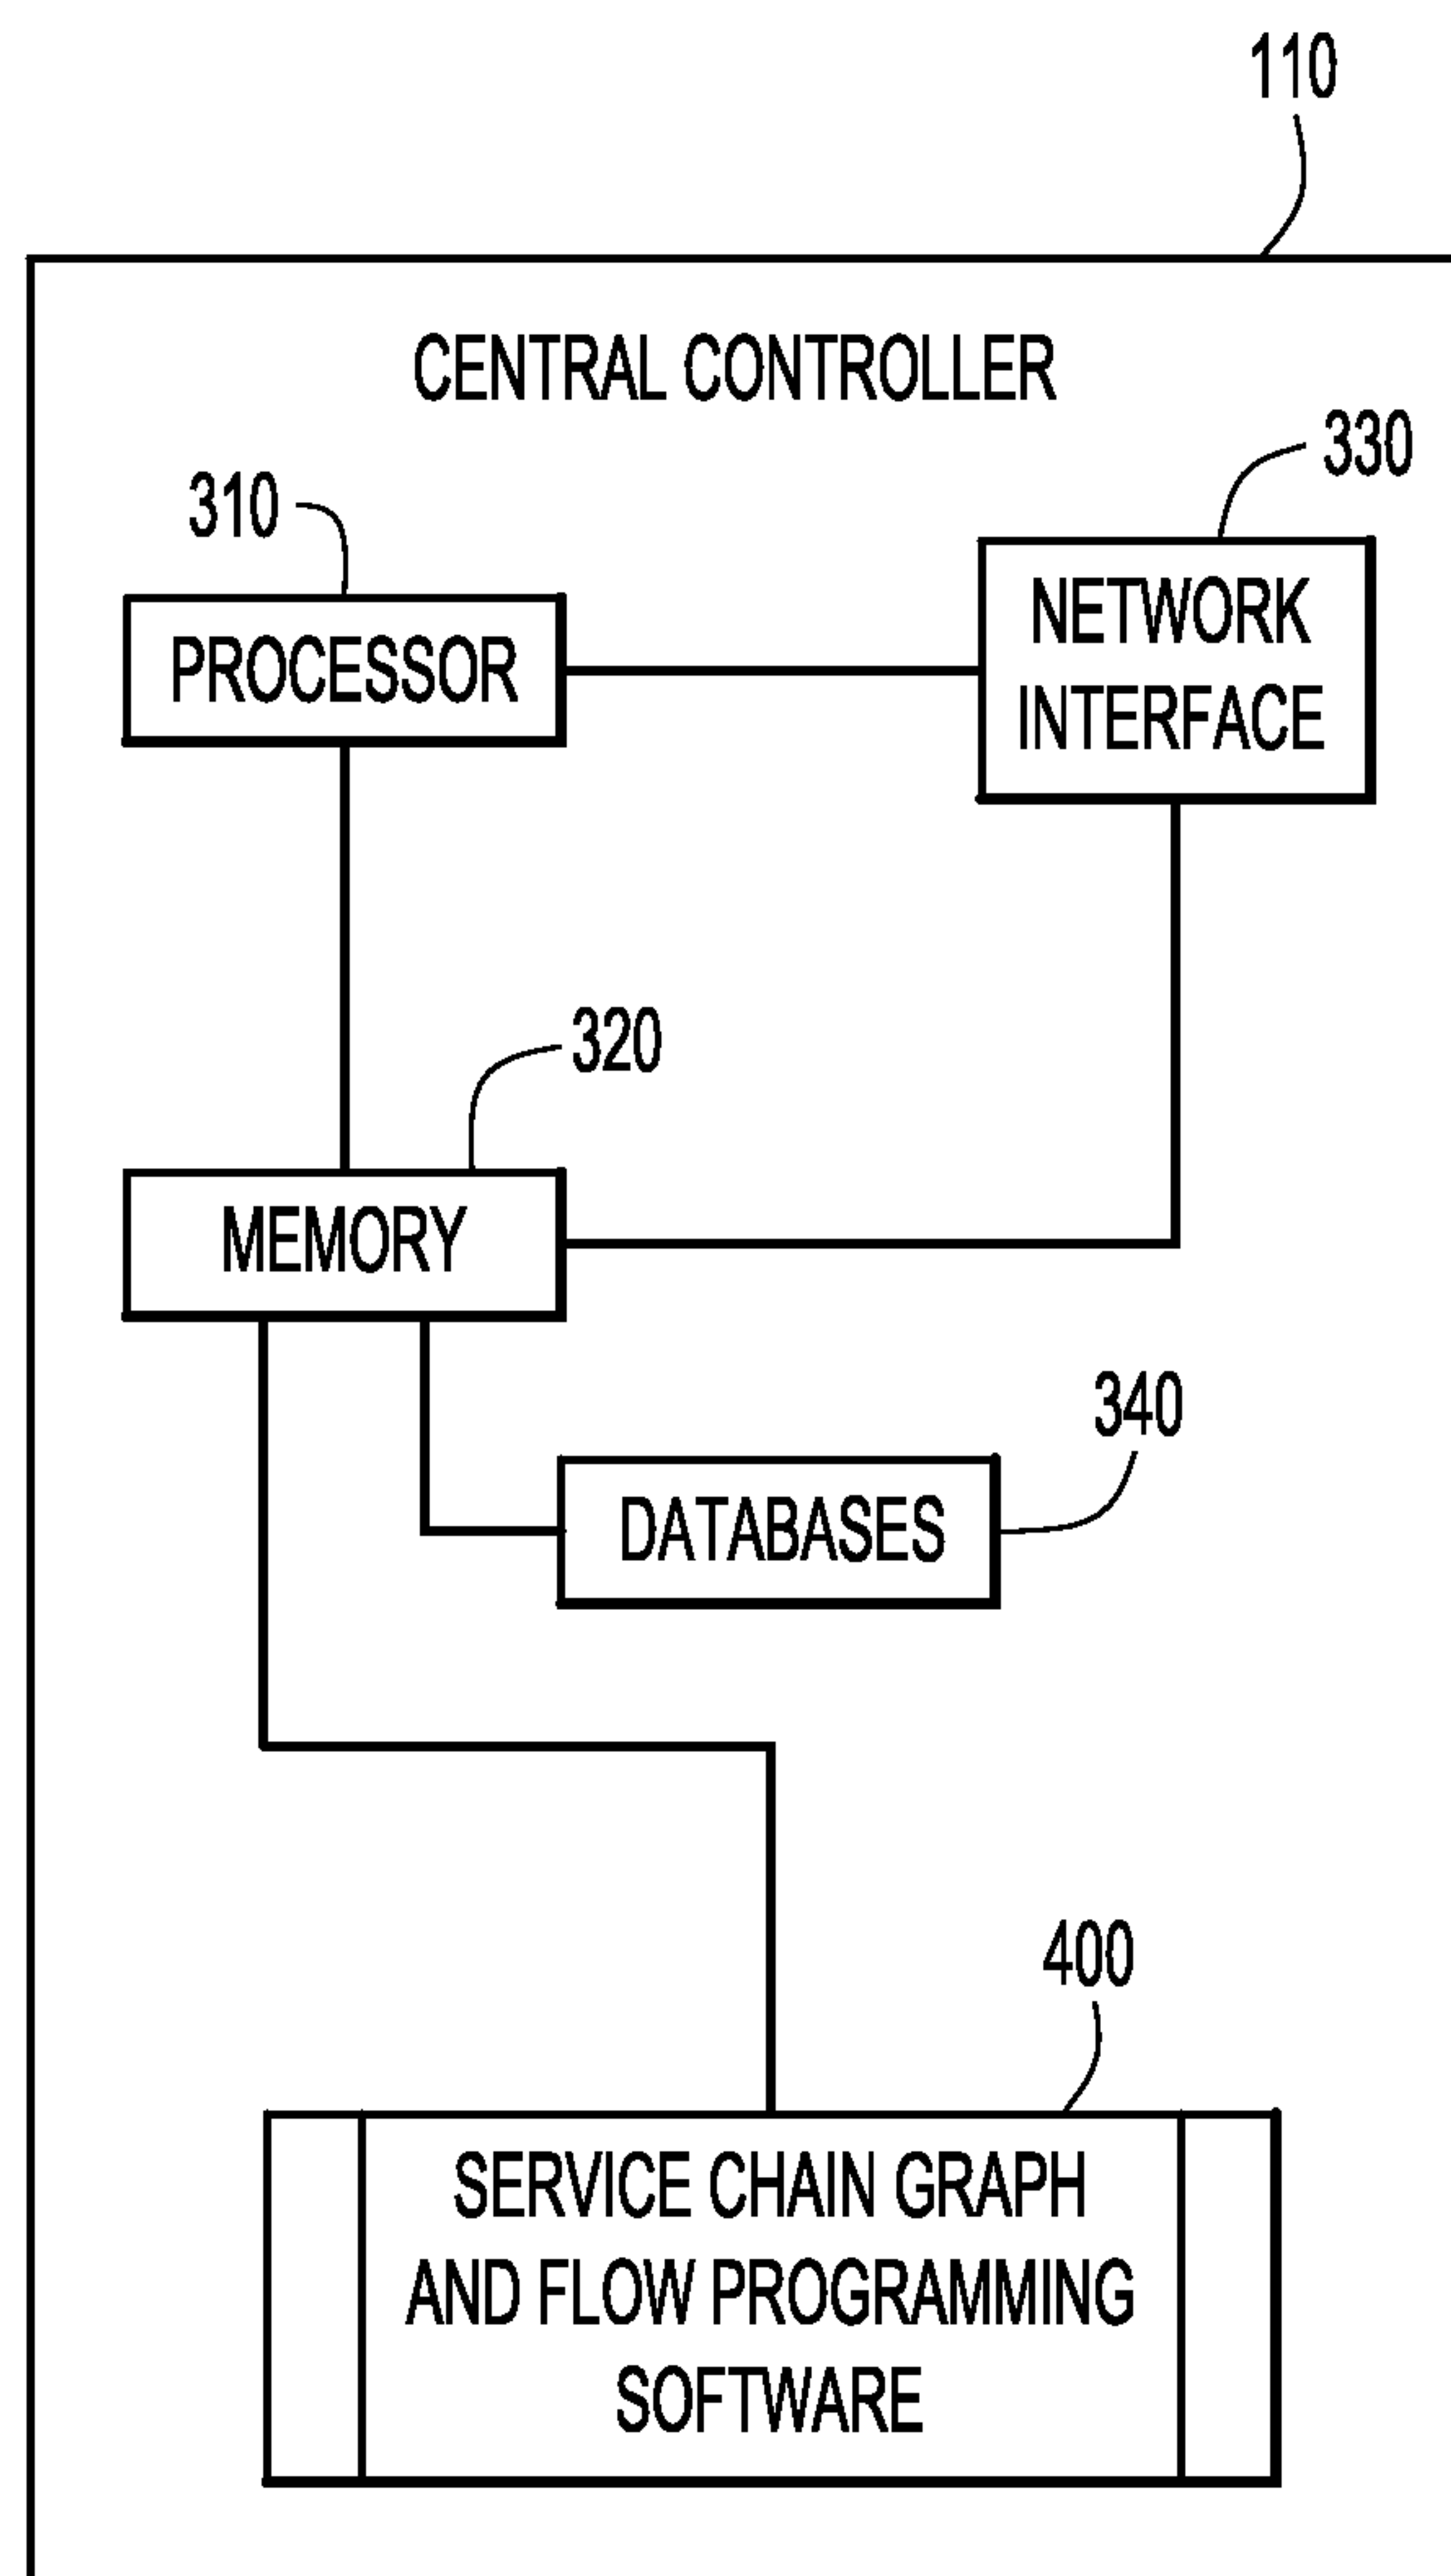 110
CENTRAL CONTROLLER
330
310
NETWORK
INTERFACE
PROCESSOR
320
MEMORY
340
DATABASES
400
SERVICE CHAIN GRAPH
AND FLOW PROGRAMMING
SOFTWARE